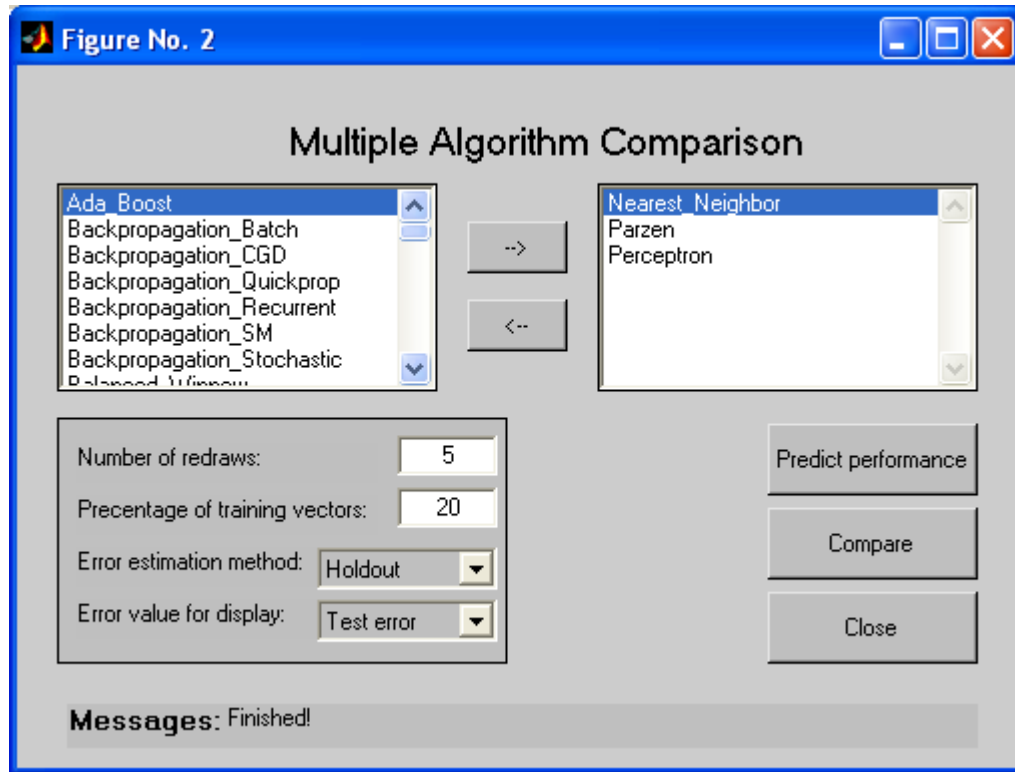 Figure No. 2
Multiple Algorithm Comparison
Ada_Boost
Backpropagation_Batch
Backpropagation_CGD
Backpropagation_Quickprop
Backpropagation_Recurrent
Backpropagation_SM
Backpropagation_Stochastic
Balanced_Winnow
-->
<--
Nearest_Neighbor
Parzen
Perceptron
Number of redraws: 5
Precentage of training vectors: 20
Error estimation method: Holdout
Error value for display: Test error
Predict performance
Compare
Close
Messages: Finished!